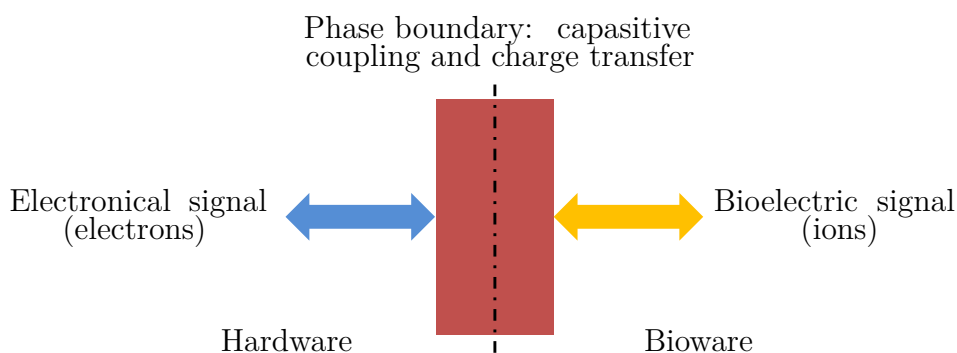 Phase boundary: capasitive
coupling and charge transfer
Electronical signal
(electrons)
Bioelectric signal
(ions)
Hardware
Bioware